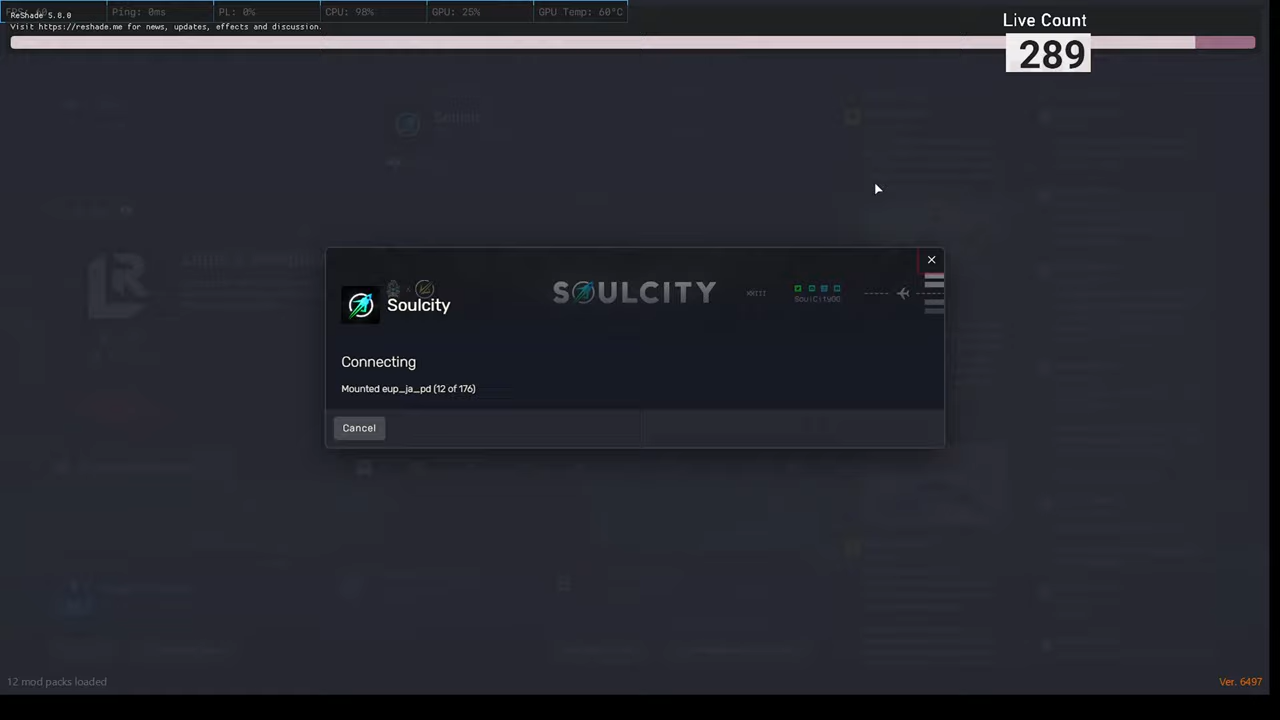 Ping: 0ms
PL: 0%
CPU: 98%
GPU: 25%
GPU Temp: 60°C
ReShade 5.8.0
Visit https://reshade.me for news, updates, effects and discussion.
Live Count
289
SOULCITY
Soulcity
Connecting
Mounted eup_ja_pd (12 of 176)
Cancel
12 mod packs loaded
Ver. 6497